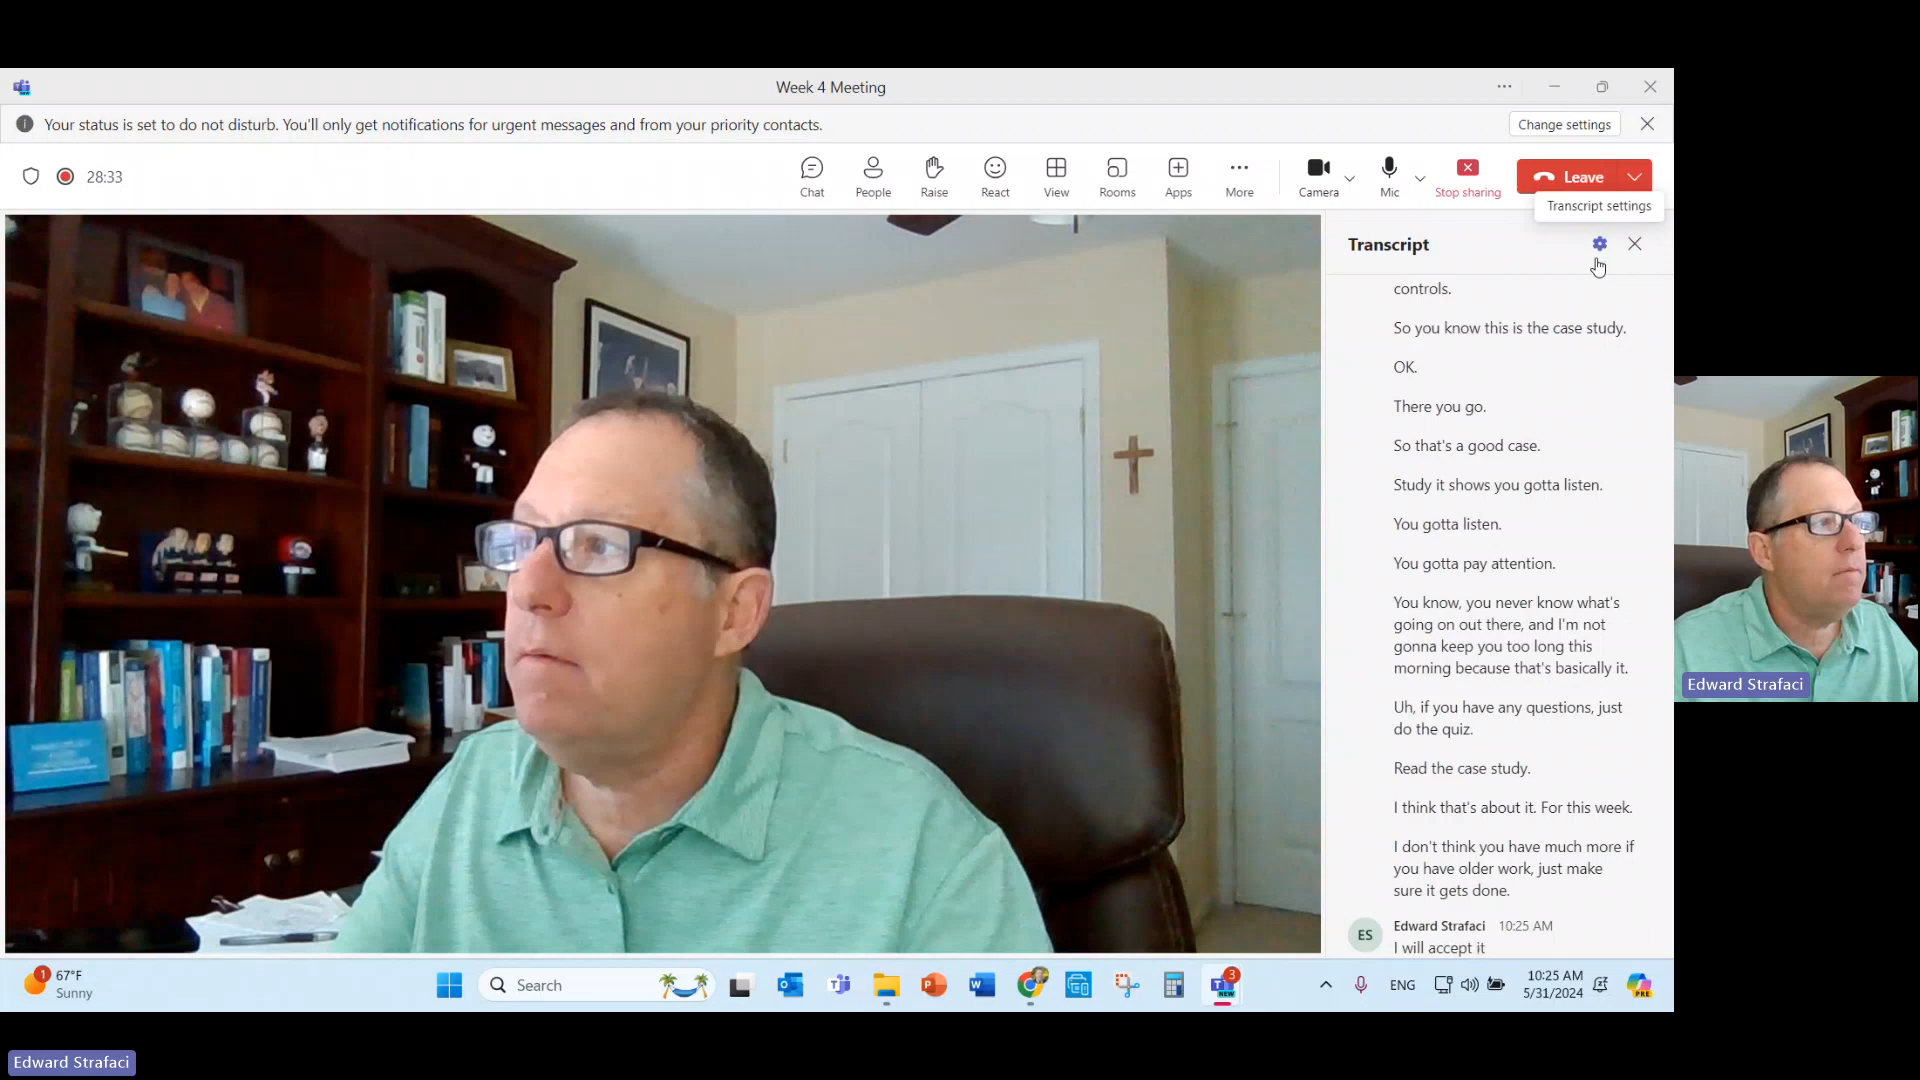 Week 4 Meeting
Your status is set to do not disturb. You'll only get notifications for urgent messages and from your priority contacts.
Change settings
28:33
Chat
People
Raise
React
View
Rooms
Apps
More
Camera
Mic
Stop sharing
Leave
Transcript settings
Transcript
controls.
So you know this is the case study.
OK.
There you go.
So that's a good case.
Study it shows you gotta listen.
You gotta listen.
You gotta pay attention.
You know, you never know what's
going on out there, and I'm not
gonna keep you too long this
morning because that's basically it.
Uh, if you have any questions, just
do the quiz.
Read the case study.
I think that's about it. For this week.
I don't think you have much more if
you have older work, just make
sure it gets done.
ES
Edward Strafaci 10:25 AM
I will accept it
Edward Strafaci
1
67°F
Sunny
Search
3
NEW
ENG
10:25 AM
5/31/2024
PRE
Edward Strafaci